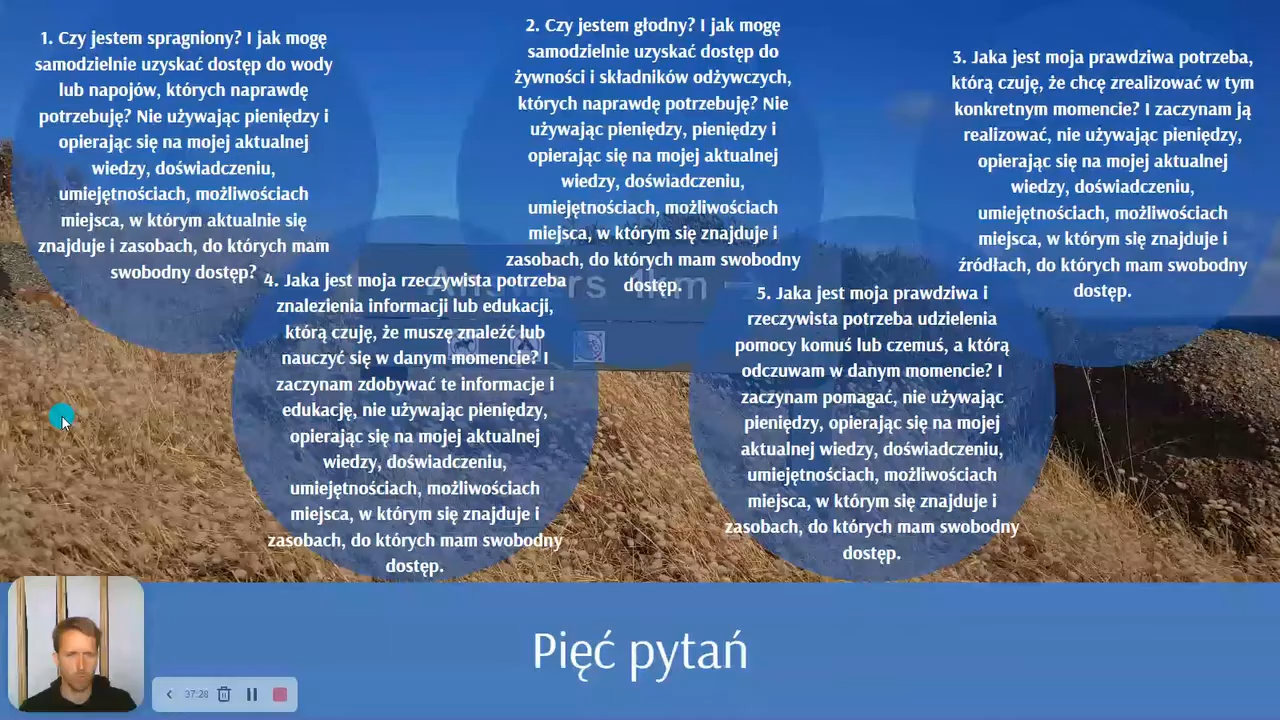 1. Czy jestem spragniony? I jak mogę
samodzielnie uzyskać dostęp do wody
lub napojów, których naprawdę
potrzebuję? Nie używając pieniędzy i
opierając się na mojej aktualnej
wiedzy, doświadczeniu,
umiejętnościach, możliwościach
miejsca, w którym aktualnie się
znajduje i zasobach, do których mam
swobodny dostęp?
2. Czy jestem głodny? I jak mogę
samodzielnie uzyskać dostęp do
żywności i składników odżywczych,
których naprawdę potrzebuję? Nie
używając pieniędzy, pieniędzy i
opierając się na mojej aktualnej
wiedzy, doświadczeniu,
umiejętnościach, możliwościach
miejsca, w którym się znajduje i
zasobach, do których mam swobodny
dostęp.
3. Jaka jest moja prawdziwa potrzeba,
którą czuję, że chcę zrealizować w tym
konkretnym momencie? I zaczynam ją
realizować, nie używając pieniędzy,
opierając się na mojej aktualnej
wiedzy, doświadczeniu,
umiejętnościach, możliwościach
miejsca, w którym się znajduje i
źródłach, do których mam swobodny
dostęp.
4. Jaka jest moja rzeczywista potrzeba
znalezienia informacji lub edukacji,
którą czuję, że muszę znaleźć lub
nauczyć się w danym momencie? I
zaczynam zdobywać te informacje i
edukację, nie używając pieniędzy,
opierając się na mojej aktualnej
wiedzy, doświadczeniu,
umiejętnościach, możliwościach
miejsca, w którym się znajduje i
zasobach, do których mam swobodny
dostęp.
5. Jaka jest moja prawdziwa i
rzeczywista potrzeba udzielenia
pomocy komuś lub czemuś, a którą
odczuwam w danym momencie? I
zaczynam pomagać, nie używając
pieniędzy, opierając się na mojej
aktualnej wiedzy, doświadczeniu,
umiejętnościach, możliwościach
miejsca, w którym się znajduje i
zasobach, do których mam swobodny
dostęp.
Answers 1km →
Pięć pytań
37:28